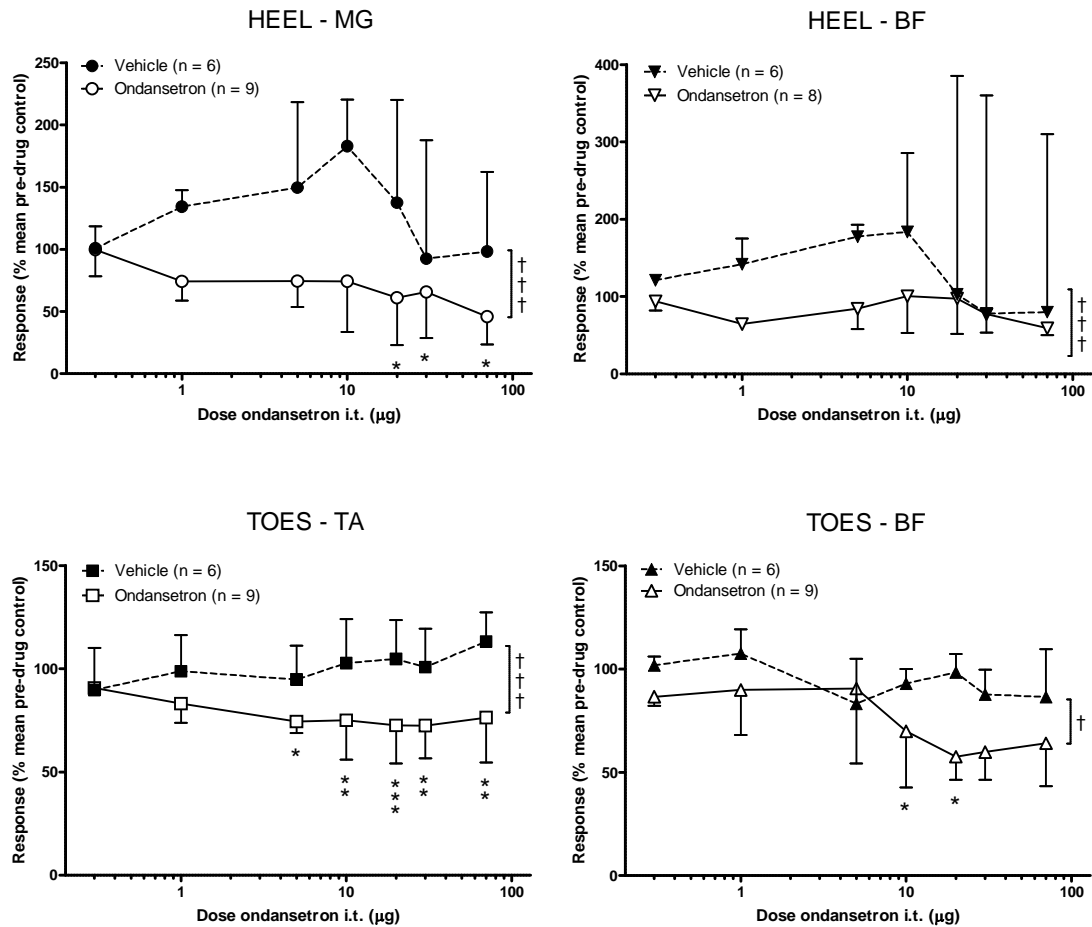 HEEL - MG
Response (% mean pre-drug control)
250
200
150
100
50
0
Vehicle (n = 6)
Ondansetron (n = 9)
†††
* * *
1 10 100
Dose ondansetron i.t. (µg)
HEEL - BF
Response (% mean pre-drug control)
400
300
200
100
0
Vehicle (n = 6)
Ondansetron (n = 8)
†††
1 10 100
Dose ondansetron i.t. (µg)
TOES - TA
Response (% mean pre-drug control)
150
100
50
0
Vehicle (n = 6)
Ondansetron (n = 9)
†††
* ** *** ** **
1 10 100
Dose ondansetron i.t. (µg)
TOES - BF
Response (% mean pre-drug control)
150
100
50
0
Vehicle (n = 6)
Ondansetron (n = 9)
†
* *
1 10 100
Dose ondansetron i.t. (µg)